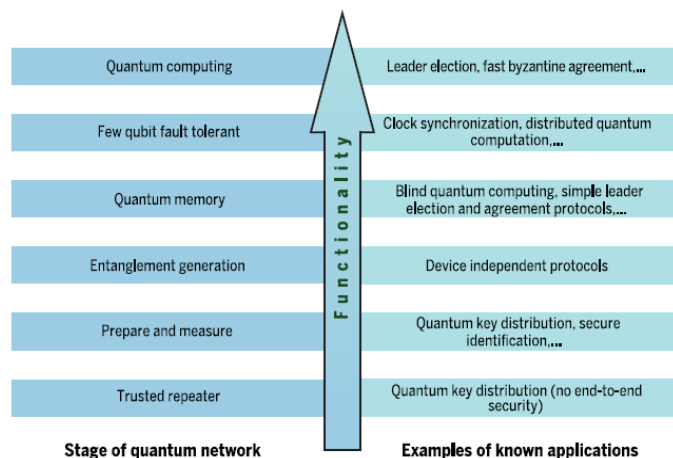 Quantum computing
Leader election, fast byzantine agreement,...
Few qubit fault tolerant
Clock synchronization, distributed quantum
computation,...
Quantum memory
Blind quantum computing, simple leader
election and agreement protocols,...
Entanglement generation
Device independent protocols
Prepare and measure
Quantum key distribution, secure
identification,...
Trusted repeater
Quantum key distribution (no end-to-end
security)
Functionality
Stage of quantum network
Examples of known applications